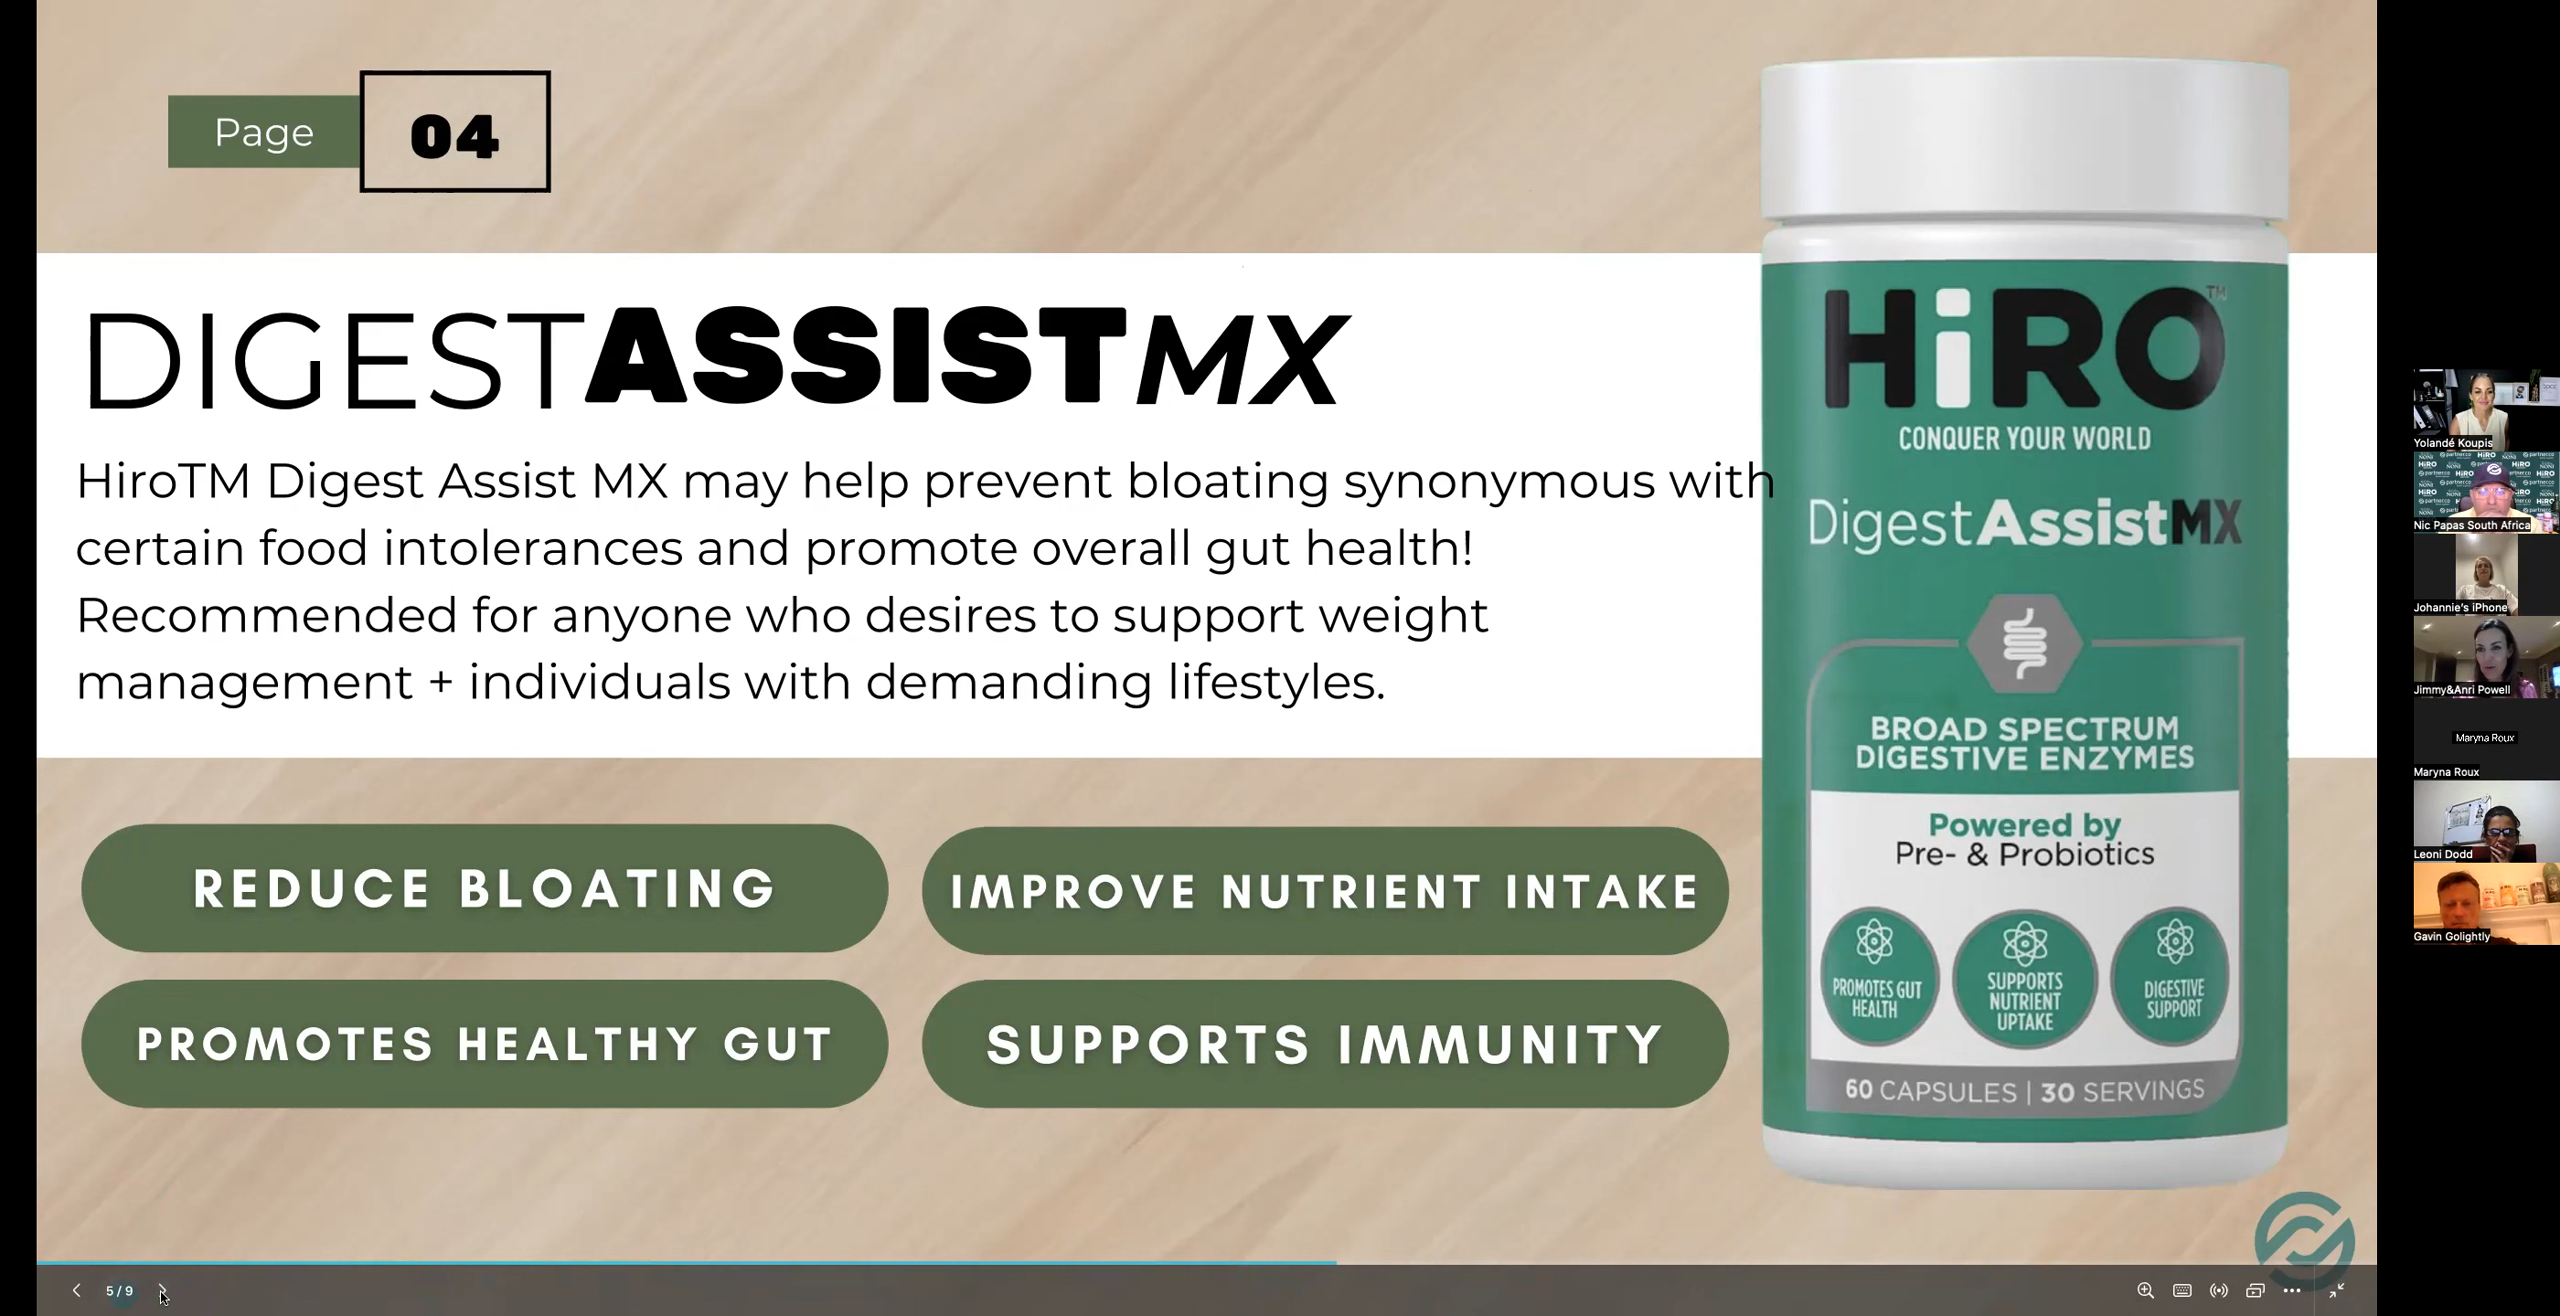 Page
04
DIGESTASSISTMX
HiroTM Digest Assist MX may help prevent bloating synonymous with
certain food intolerances and promote overall gut health!
Recommended for anyone who desires to support weight
management + individuals with demanding lifestyles.
REDUCE BLOATING
IMPROVE NUTRIENT INTAKE
PROMOTES HEALTHY GUT
SUPPORTS IMMUNITY
HiRO™
CONQUER YOUR WORLD
DigestAssistMX
BROAD SPECTRUM
DIGESTIVE ENZYMES
Powered by
Pre- & Probiotics
PROMOTES GUT
HEALTH
SUPPORTS
NUTRIENT
UPTAKE
DIGESTIVE
SUPPORT
60 CAPSULES | 30 SERVINGS
5 / 9
Yolandé Koupis
Nic Papas South Africa
Johannie's iPhone
Jimmy&Anri Powell
Maryna Roux
Maryna Roux
Leoni Dodd
Gavin Golightly